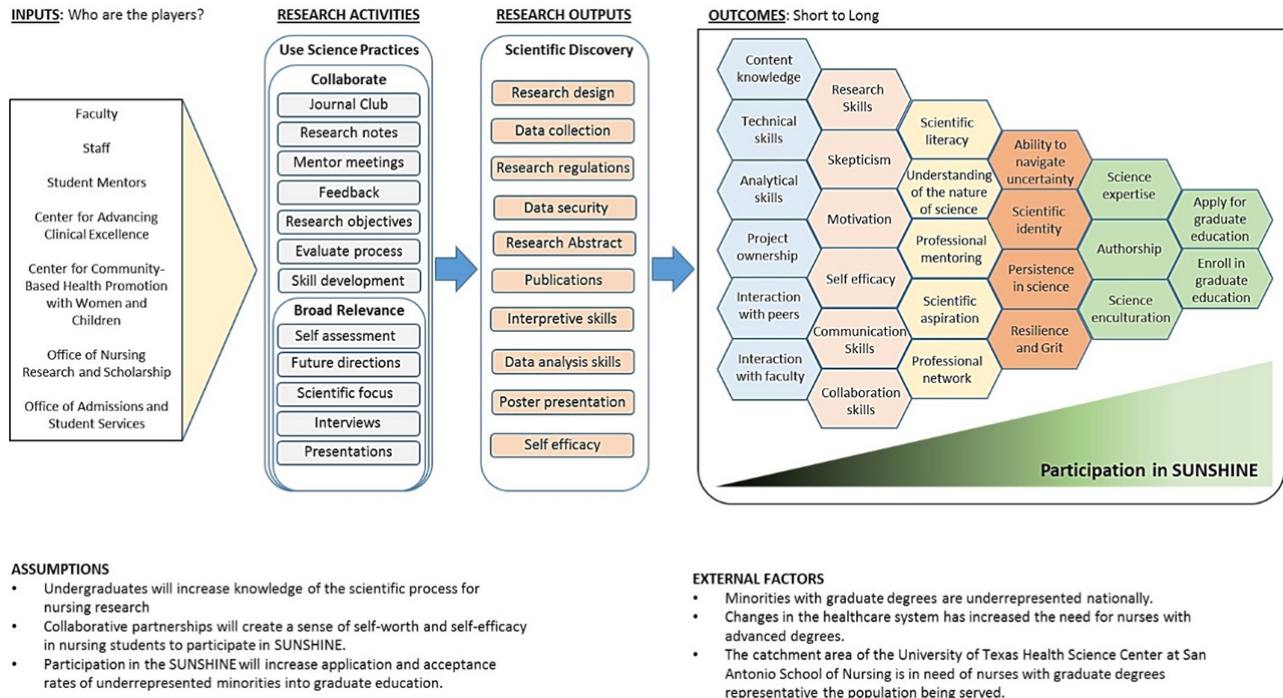 INPUTS: Who are the players?
Faculty
Staff
Student Mentors
Center for Advancing
Clinical Excellence
Center for Community-
Based Health Promotion
with Women and
Children
Office of Nursing
Research and Scholarship
Office of Admissions and
Student Services
RESEARCH ACTIVITIES
Use Science Practices
Collaborate
Journal Club
Research notes
Mentor meetings
Feedback
Research objectives
Evaluate process
Skill development
Broad Relevance
Self assessment
Future directions
Scientific focus
Interviews
Presentations
RESEARCH OUTPUTS
Scientific Discovery
Research design
Data collection
Research regulations
Data security
Research Abstract
Publications
Interpretive skills
Data analysis skills
Poster presentation
Self efficacy
OUTCOMES: Short to Long
Content
knowledge
Technical
skills
Analytical
skills
Project
ownership
Interaction
with peers
Interaction
with faculty
Research
Skills
Skepticism
Motivation
Self efficacy
Communication
Skills
Collaboration
skills
Scientific
literacy
Understanding
of the nature
of science
Professional
mentoring
Scientific
aspiration
Professional
network
Ability to
navigate
uncertainty
Scientific
identity
Persistence
in science
Resilience
and Grit
Science
expertise
Authorship
Science
enculturation
Apply for
graduate
education
Enroll in
graduate
education
Participation in SUNSHINE
ASSUMPTIONS
• Undergraduates will increase knowledge of the scientific process for
nursing research
• Collaborative partnerships will create a sense of self-worth and self-efficacy
in nursing students to participate in SUNSHINE.
• Participation in the SUNSHINE will increase application and acceptance
rates of underrepresented minorities into graduate education.
EXTERNAL FACTORS
• Minorities with graduate degrees are underrepresented nationally.
• Changes in the healthcare system has increased the need for nurses with
advanced degrees.
• The catchment area of the University of Texas Health Science Center at San
Antonio School of Nursing is in need of nurses with graduate degrees
representative the population being served.